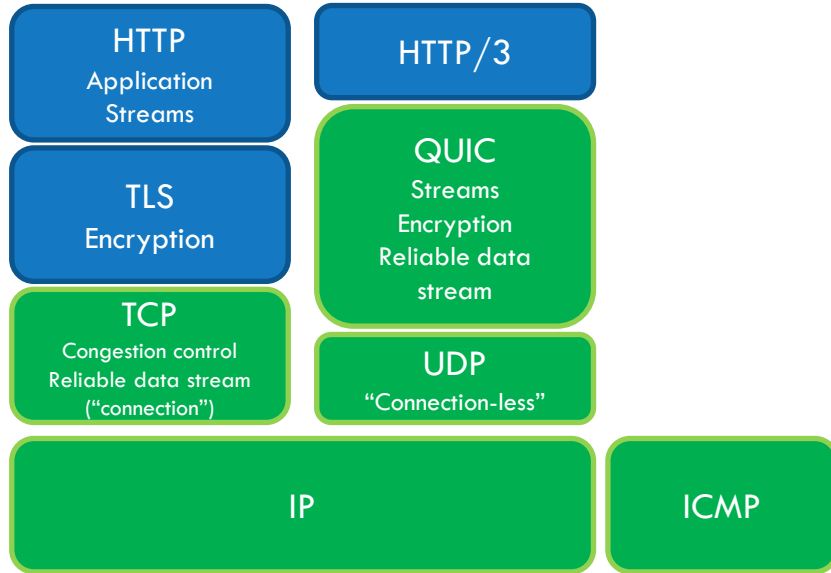 HTTP
Application
Streams
TLS
Encryption
TCP
Congestion control
Reliable data stream
(“connection”)
HTTP/3
QUIC
Streams
Encryption
Reliable data
stream
UDP
“Connection-less”
IP
ICMP